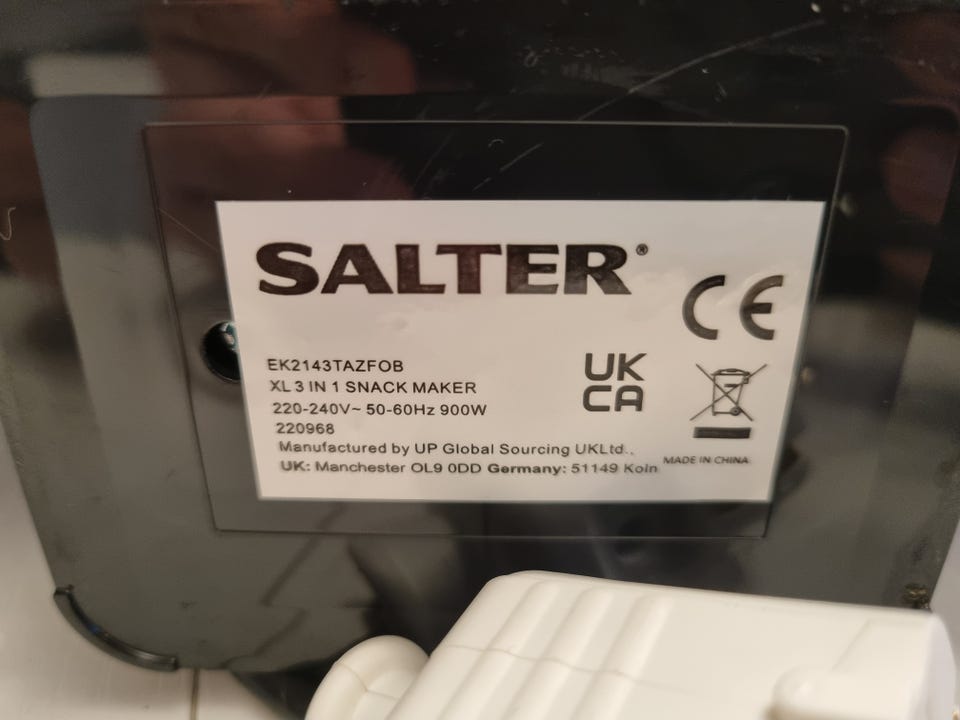 SALTER®
CE
EK2143TAZFOB
XL 3 IN 1 SNACK MAKER
220-240V~ 50-60Hz 900W
220968
UK
CA
Manufactured by UP Global Sourcing UKLtd.,
UK: Manchester OL9 0DD Germany: 51149 Koln
MADE IN CHINA